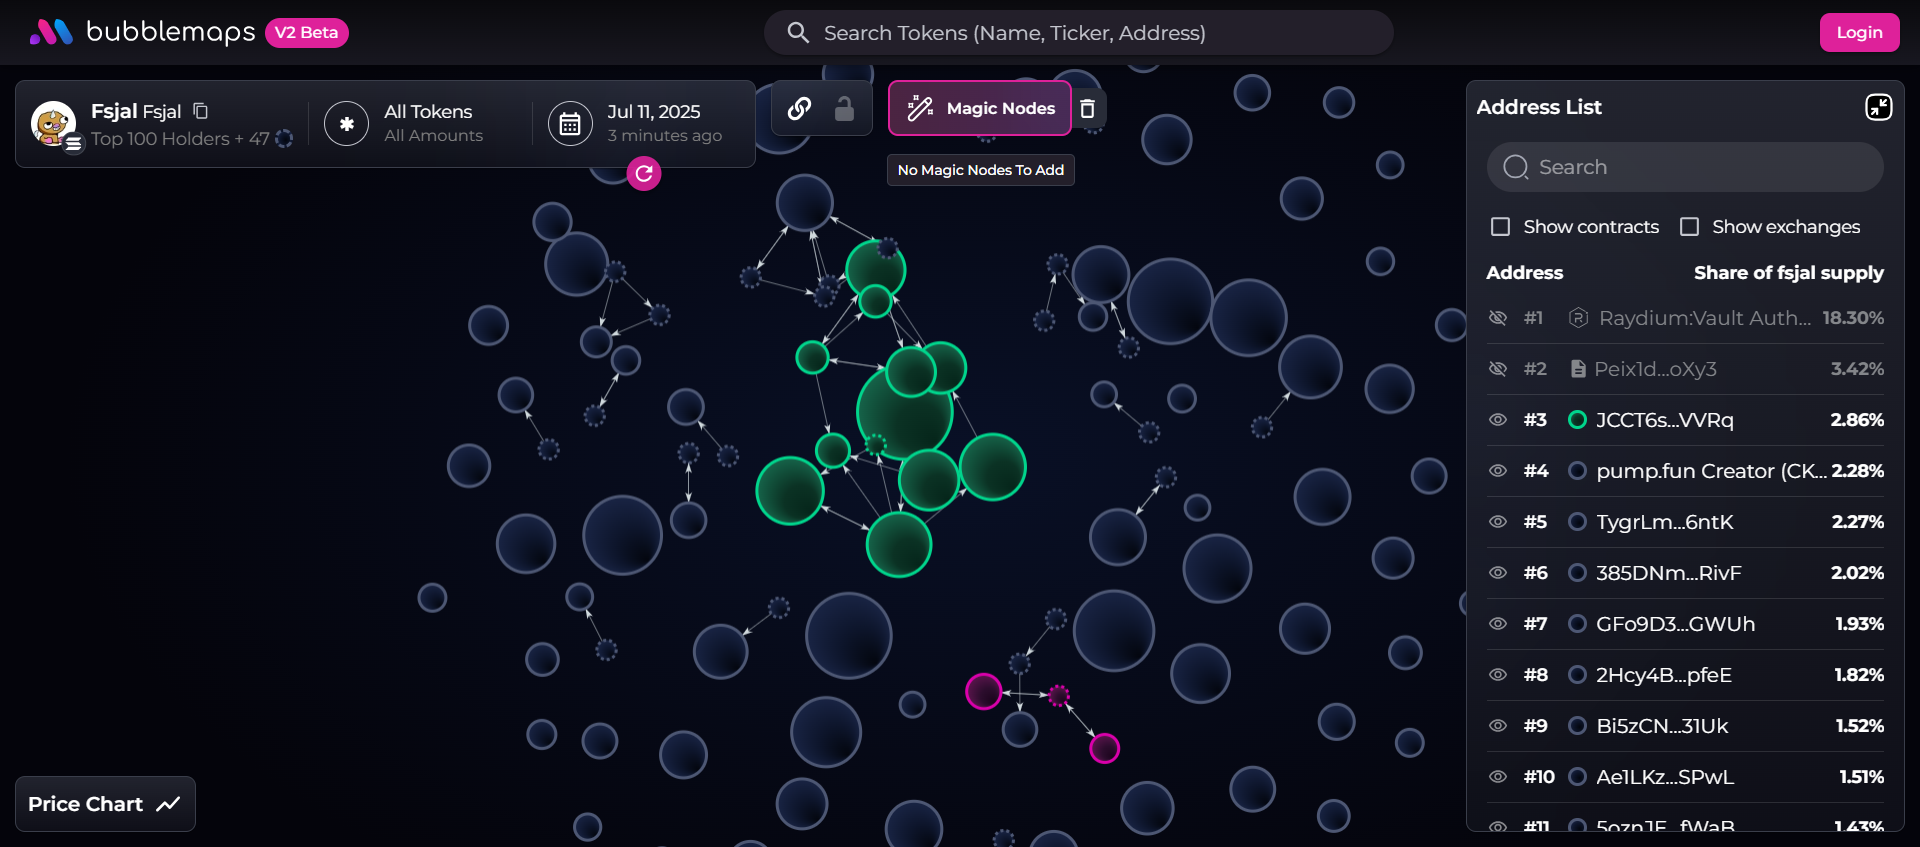 bubblemaps V2 Beta
Search Tokens (Name, Ticker, Address)
Login
Fsjal Fsjal
Top 100 Holders + 47
All Tokens
All Amounts
Jul 11, 2025
3 minutes ago
Magic Nodes
No Magic Nodes To Add
Address List
Search
Show contracts Show exchanges
Address Share of fsjal supply
#1 Raydium:Vault Auth... 18.30%
#2 Peix1d...oXy3 3.42%
#3 JCCT6s...VVRq 2.86%
#4 pump.fun Creator (CK... 2.28%
#5 TygrLm...6ntK 2.27%
#6 385DNm...RivF 2.02%
#7 GFo9D3...GWUh 1.93%
#8 2Hcy4B...pfeE 1.82%
#9 Bi5zCN...31Uk 1.52%
#10 Ae1LKz...SPwL 1.51%
#11 1.43%
Price Chart